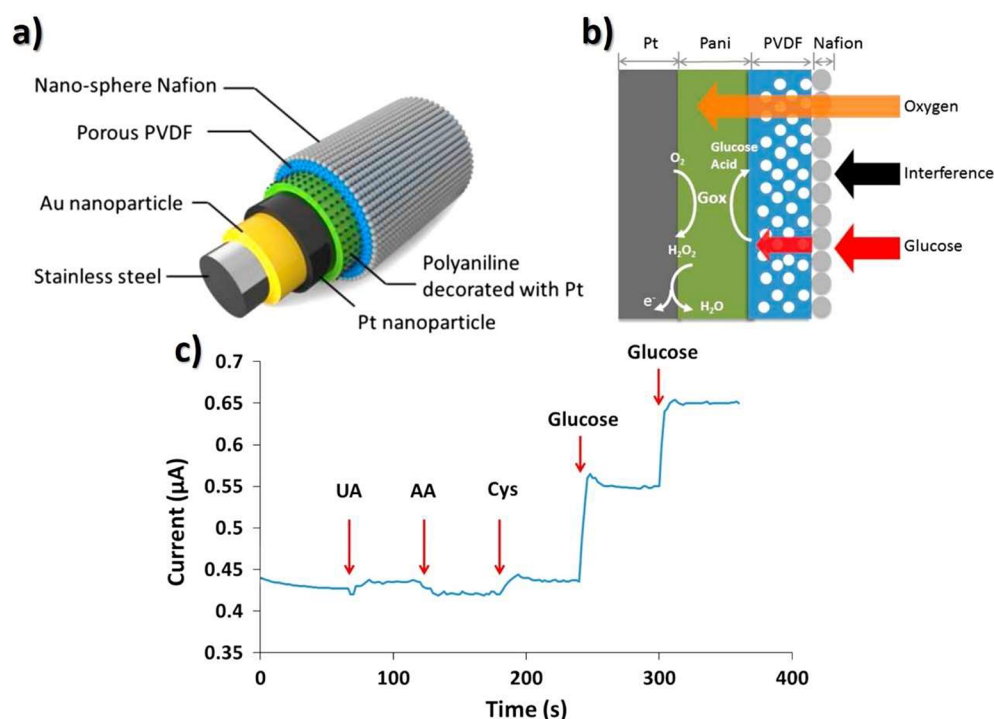 a)
Nano-sphere Nafion
Porous PVDF
Au nanoparticle
Stainless steel
Polyaniline
decorated with Pt
Pt nanoparticle
b)
Pt Pani PVDF Nafion
Oxygen
Interference
Glucose
O₂
Glucose
Acid
Gox
H₂O₂
e⁻
H₂O
c)
Current (µA)
0.7
0.65
0.6
0.55
0.5
0.45
0.4
0.35
UA
AA
Cys
Glucose
Glucose
0 100 200 300 400
Time (s)